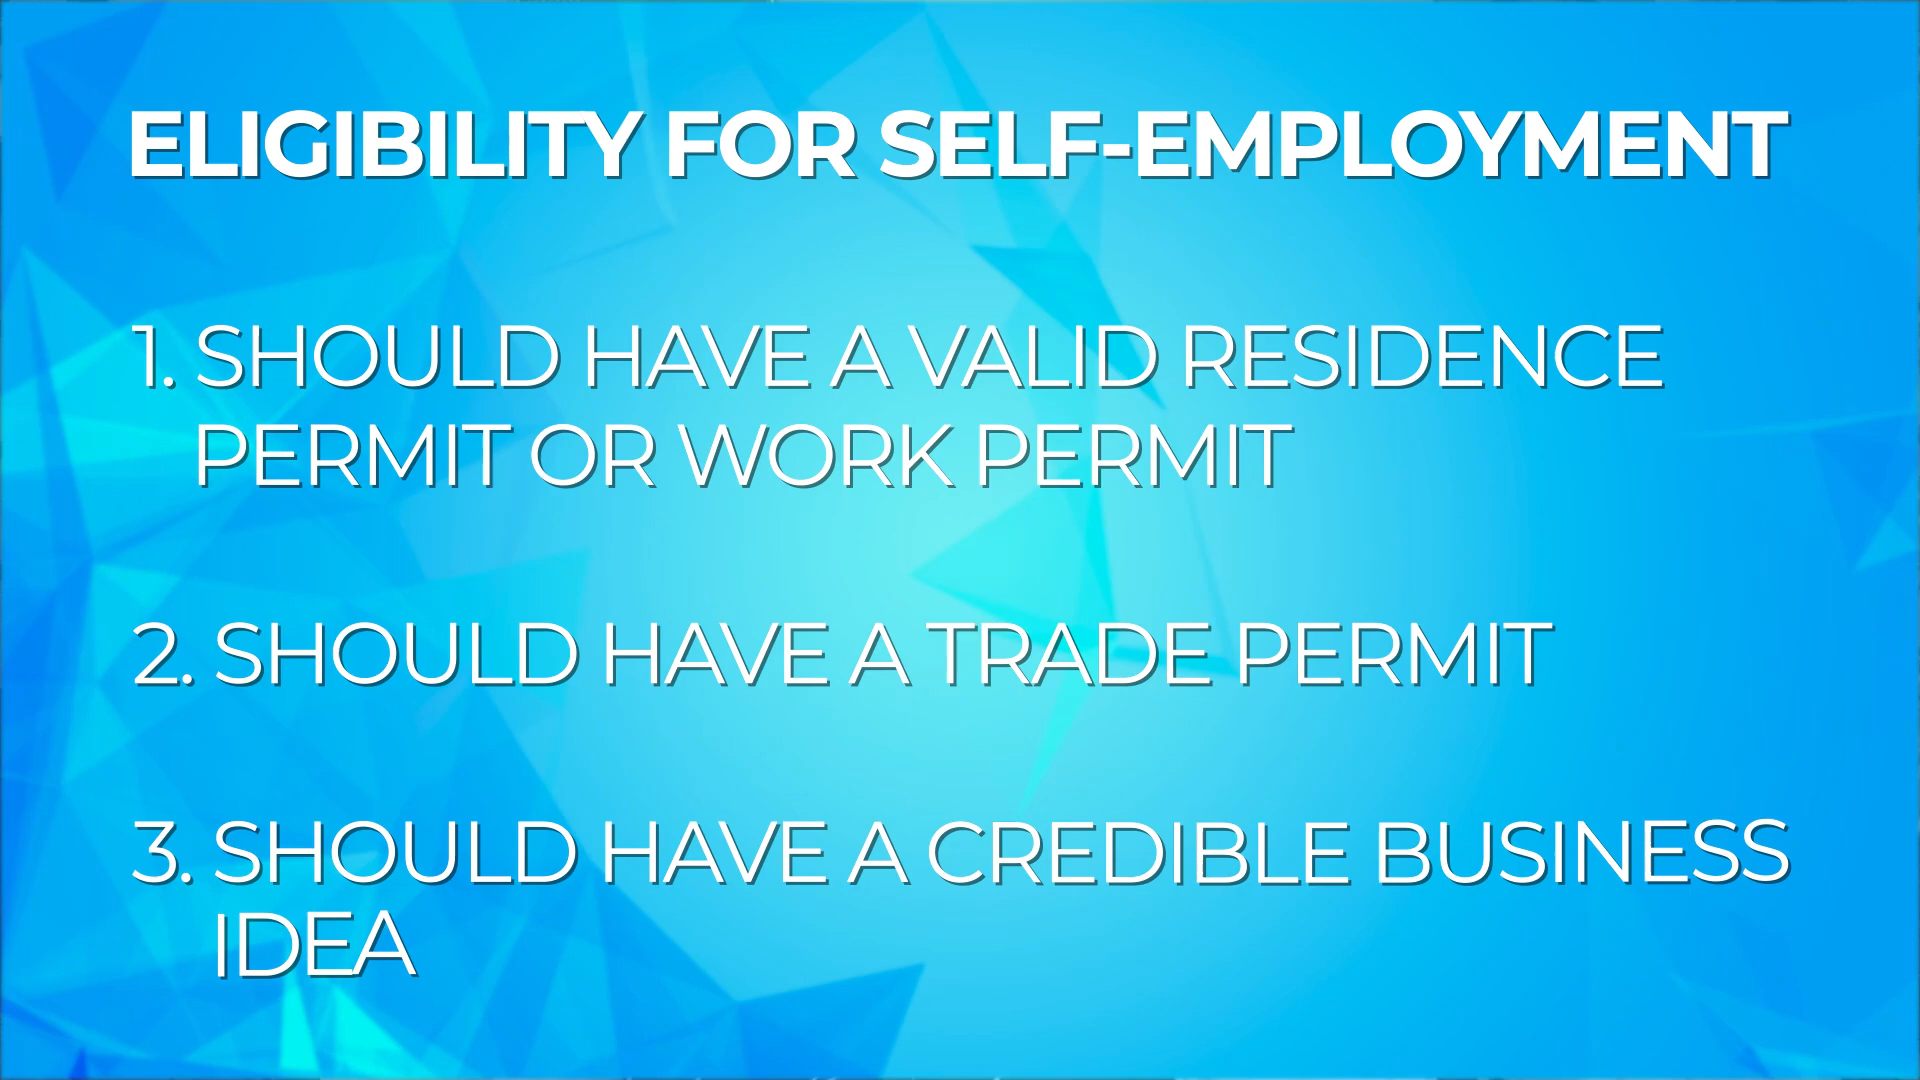 ELIGIBILITY FOR SELF-EMPLOYMENT
1. SHOULD HAVE A VALID RESIDENCE
PERMIT OR WORK PERMIT
2. SHOULD HAVE A TRADE PERMIT
3. SHOULD HAVE A CREDIBLE BUSINESS
IDEA